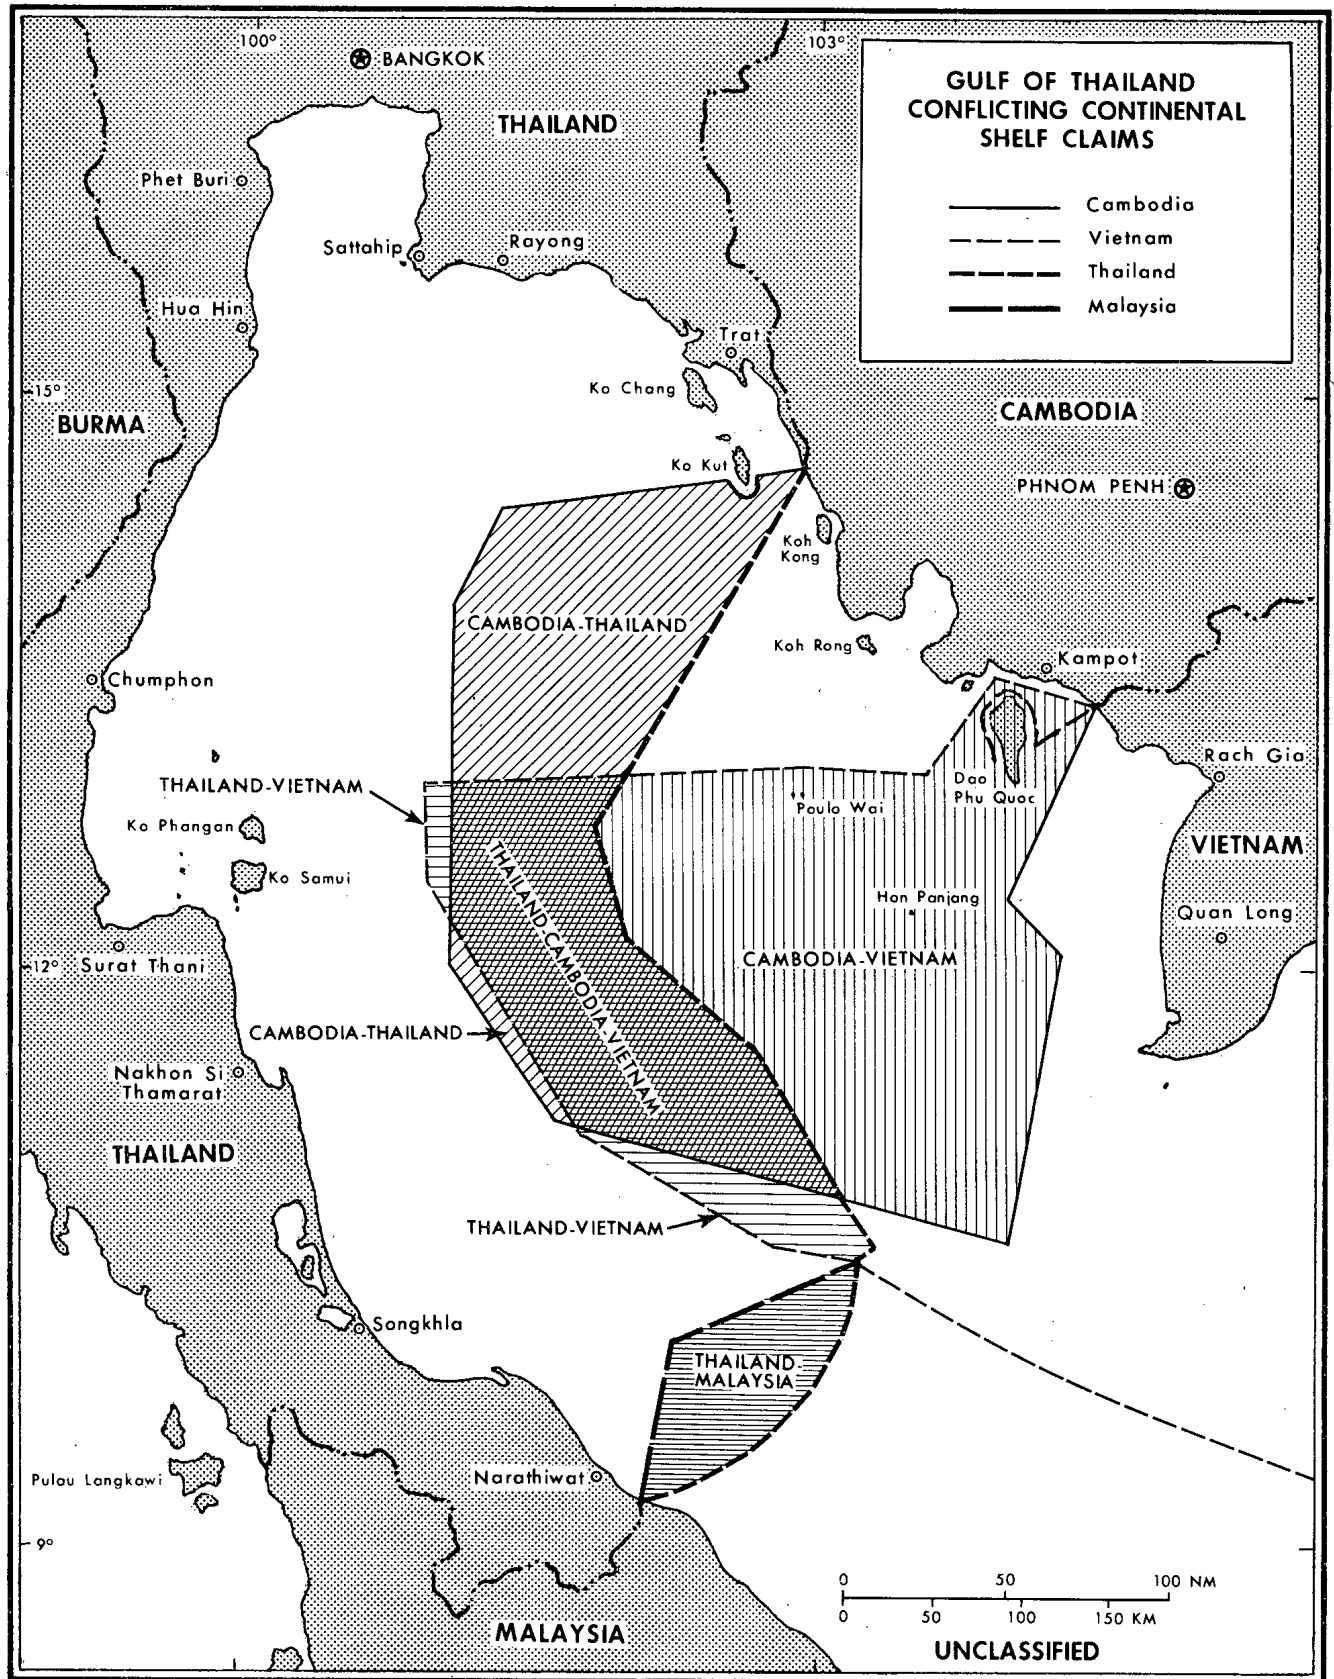 100°
103°
BANGKOK
THAILAND
GULF OF THAILAND
CONFLICTING CONTINENTAL
SHELF CLAIMS
Cambodia
Vietnam
Thailand
Malaysia
Phet Buri
Sattahip
Rayong
Hua Hin
Trat
15°
Ko Chang
BURMA
CAMBODIA
Ko Kut
PHNOM PENH
Koh
Kong
CAMBODIA-THAILAND
Koh Rong
Kampot
Chumphon
Rach Gia
THAILAND-VIETNAM
Dao
Phu Quoc
Poulo Wai
Ko Phangan
VIETNAM
Ko Samui
THAILAND-CAMBODIA-VIETNAM
Hon Panjang
Quan Long
CAMBODIA-VIETNAM
12°
Surat Thani
CAMBODIA-THAILAND
Nakhon Si
Thamarat
THAILAND
THAILAND-VIETNAM
Songkhla
THAILAND-
MALAYSIA
Pulau Langkawi
Narathiwat
9°
0 50 100 NM
0 50 100 150 KM
MALAYSIA
UNCLASSIFIED